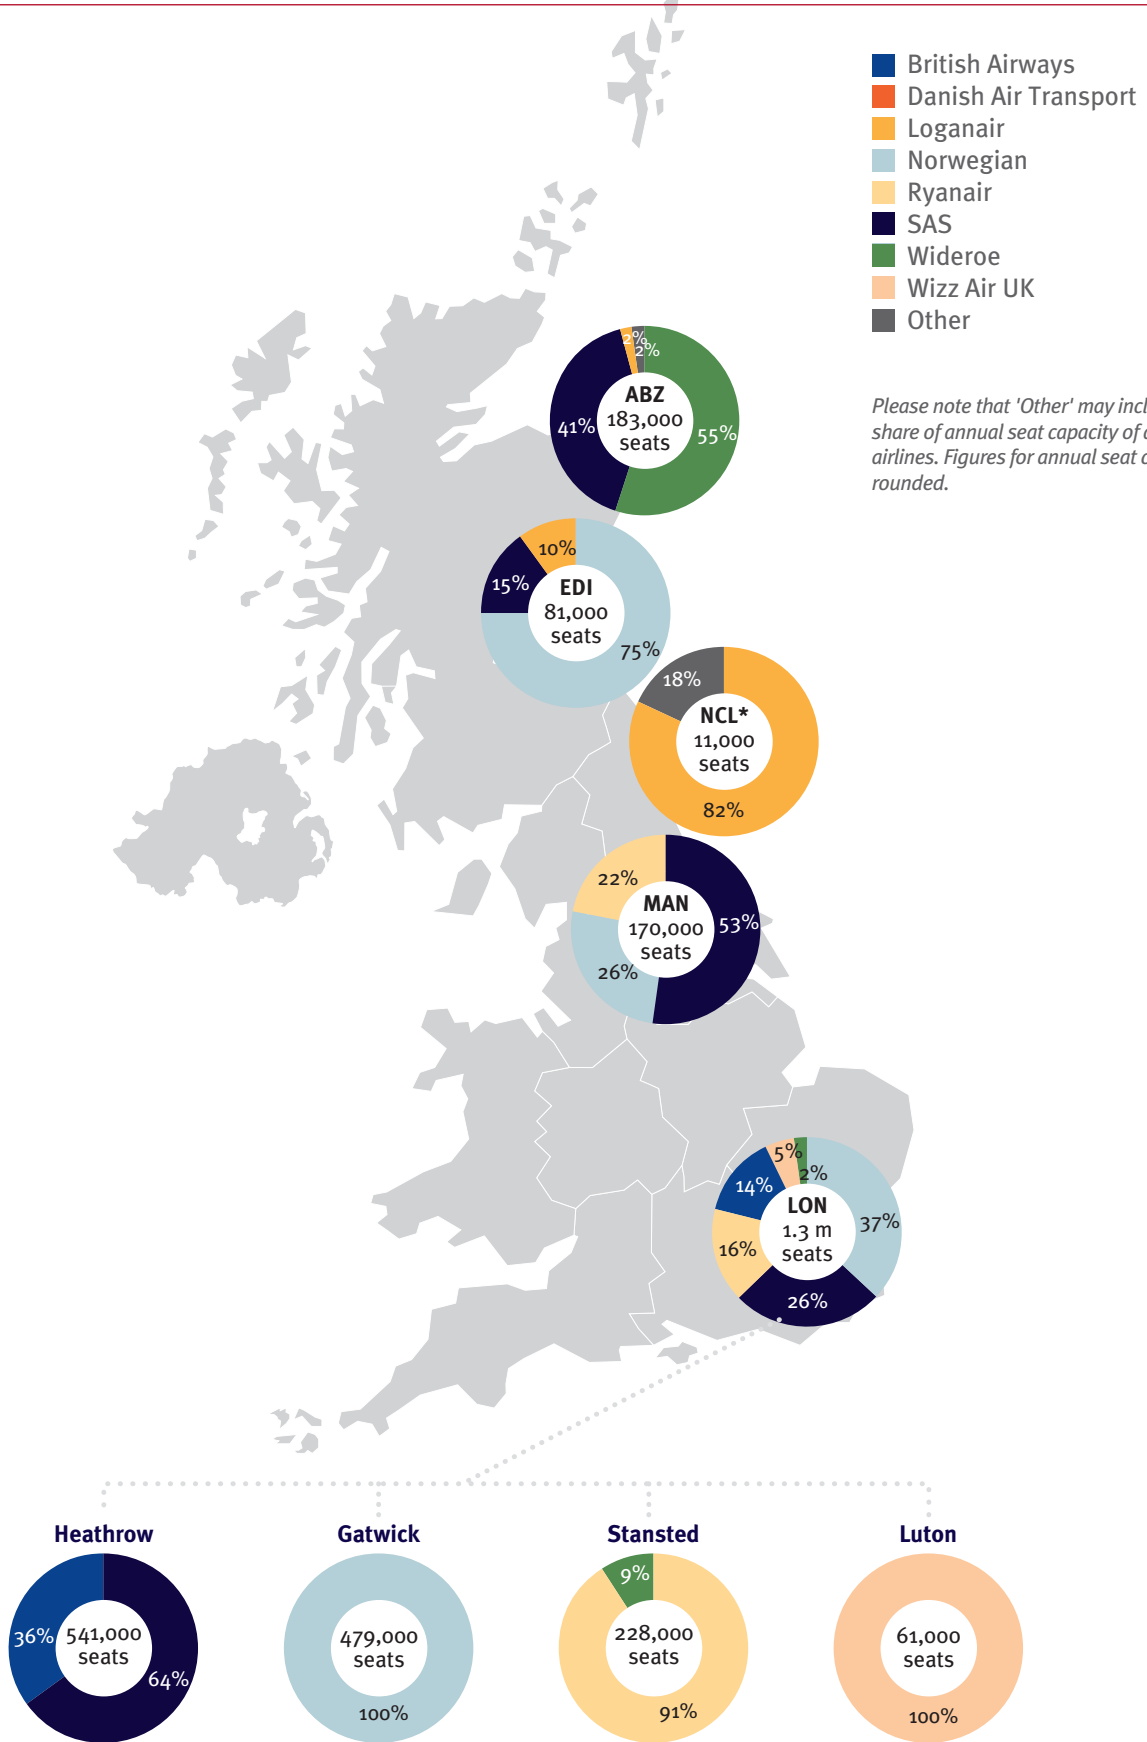 British Airways
Danish Air Transport
Loganair
Norwegian
Ryanair
SAS
Wideroe
Wizz Air UK
Other
Please note that 'Other' may
share of annual seat capacity of
airlines. Figures for annual seat
rounded.
2%
2%
ABZ
183,000
seats
41%
55%
10%
15%
EDI
81,000
seats
75%
18%
NCL*
11,000
seats
82%
22%
MAN
170,000
seats
53%
26%
5%
2%
14%
LON
1.3 m
seats
37%
16%
26%
Heathrow
36%
541,000
seats
64%
Gatwick
479,000
seats
100%
Stansted
9%
228,000
seats
91%
Luton
61,000
seats
100%